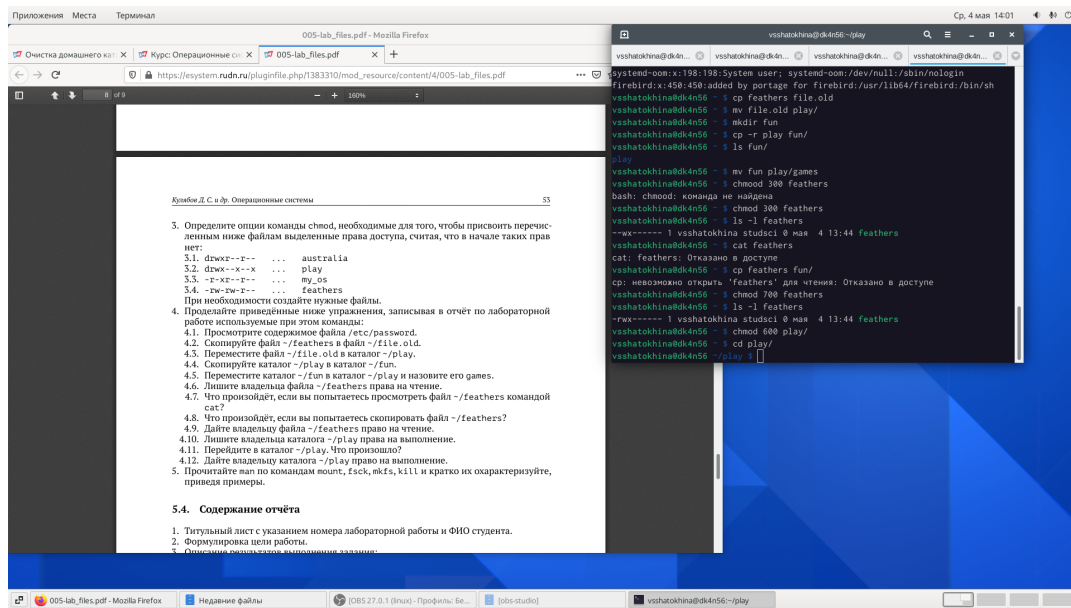 Приложения Места Терминал
Ср, 4 мая 14:01
005-lab_files.pdf - Mozilla Firefox
Очистка домашнего кат
Курс: Операционные си
005-lab_files.pdf
https://esystem.rudn.ru/pluginfile.php/1383310/mod_resource/content/4/005-lab_files.pdf
8 of 9
160%
Кулябов Д. С. и др. Операционные системы 53
3. Определите опции команды chmod, необходимые для того, чтобы присвоить перечис-
ленным ниже файлам выделенные права доступа, считая, что в начале таких прав
нет:
3.1. drwxr--r-- ... australia
3.2. drwx--x--x ... play
3.3. -r-xr--r-- ... my_os
3.4. -rw-rw-r-- ... feathers
При необходимости создайте нужные файлы.
4. Проделайте приведённые ниже упражнения, записывая в отчёт по лабораторной
работе используемые при этом команды:
4.1. Просмотрите содержимое файла /etc/password.
4.2. Скопируйте файл ~/feathers в файл ~/file.old.
4.3. Переместите файл ~/file.old в каталог ~/play.
4.4. Скопируйте каталог ~/play в каталог ~/fun.
4.5. Переместите каталог ~/fun в каталог ~/play и назовите его games.
4.6. Лишите владельца файла ~/feathers права на чтение.
4.7. Что произойдёт, если вы попытаетесь просмотреть файл ~/feathers командой
cat?
4.8. Что произойдёт, если вы попытаетесь скопировать файл ~/feathers?
4.9. Дайте владельцу файла ~/feathers право на чтение.
4.10. Лишите владельца каталога ~/play права на выполнение.
4.11. Перейдите в каталог ~/play. Что произошло?
4.12. Дайте владельцу каталога ~/play право на выполнение.
5. Прочитайте man по командам mount, fsck, mkfs, kill и кратко их охарактеризуйте,
приведя примеры.
5.4. Содержание отчёта
1. Титульный лист с указанием номера лабораторной работы и ФИО студента.
2. Формулировка цели работы.
3. Описание результатов выполнения задания:
vsshatokhina@dk4n56:~/play
vsshatokhina@dk4n...
vsshatokhina@dk4n...
vsshatokhina@dk4n...
vsshatokhina@dk4n...
systemd-oom:x:198:198:System user; systemd-oom:/dev/null:/sbin/nologin
firebird:x:450:450:added by portage for firebird:/usr/lib64/firebird:/bin/sh
vsshatokhina@dk4n56 ~ $ cp feathers file.old
vsshatokhina@dk4n56 ~ $ mv file.old play/
vsshatokhina@dk4n56 ~ $ mkdir fun
vsshatokhina@dk4n56 ~ $ cp -r play fun/
vsshatokhina@dk4n56 ~ $ ls fun/
play
vsshatokhina@dk4n56 ~ $ mv fun play/games
vsshatokhina@dk4n56 ~ $ chmood 300 feathers
bash: chmood: команда не найдена
vsshatokhina@dk4n56 ~ $ chmod 300 feathers
vsshatokhina@dk4n56 ~ $ ls -l feathers
--wx------ 1 vsshatokhina studsci 0 мая 4 13:44 feathers
vsshatokhina@dk4n56 ~ $ cat feathers
cat: feathers: Отказано в доступе
vsshatokhina@dk4n56 ~ $ cp feathers fun/
cp: невозможно открыть 'feathers' для чтения: Отказано в доступе
vsshatokhina@dk4n56 ~ $ chmod 700 feathers
vsshatokhina@dk4n56 ~ $ ls -l feathers
-rwx------ 1 vsshatokhina studsci 0 мая 4 13:44 feathers
vsshatokhina@dk4n56 ~ $ chmod 600 play/
vsshatokhina@dk4n56 ~ $ cd play/
vsshatokhina@dk4n56 ~/play $
005-lab_files.pdf - Mozilla Firefox
Недавние файлы
[OBS 27.0.1 (linux) - Профиль: Бе...
[obs-studio]
vsshatokhina@dk4n56:~/play